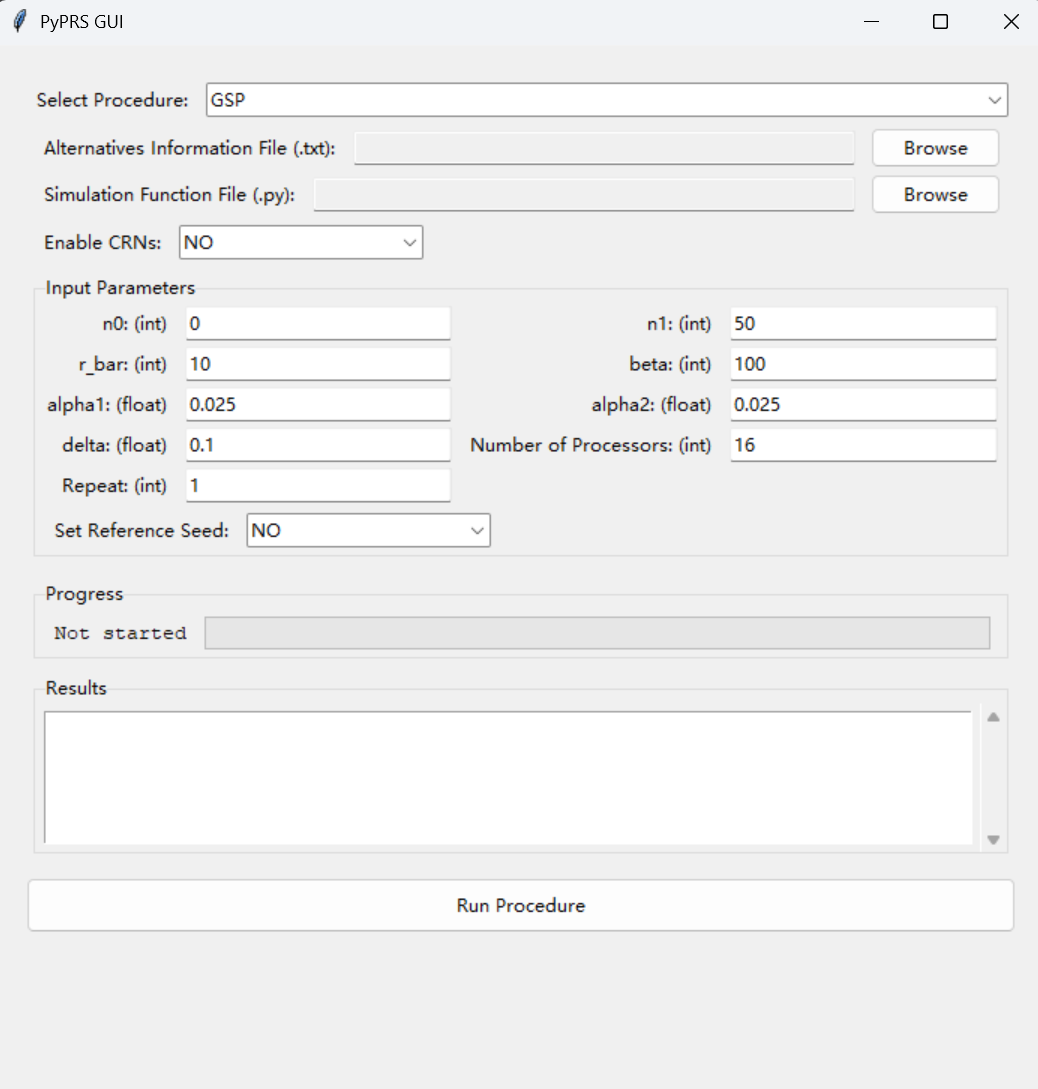 PyPRS GUI
Select Procedure: GSP
Alternatives Information File (.txt): Browse
Simulation Function File (.py): Browse
Enable CRNs: NO
Input Parameters
n0: (int) 0 n1: (int) 50
r_bar: (int) 10 beta: (int) 100
alpha1: (float) 0.025 alpha2: (float) 0.025
delta: (float) 0.1 Number of Processors: (int) 16
Repeat: (int) 1
Set Reference Seed: NO
Progress
Not started
Results
Run Procedure